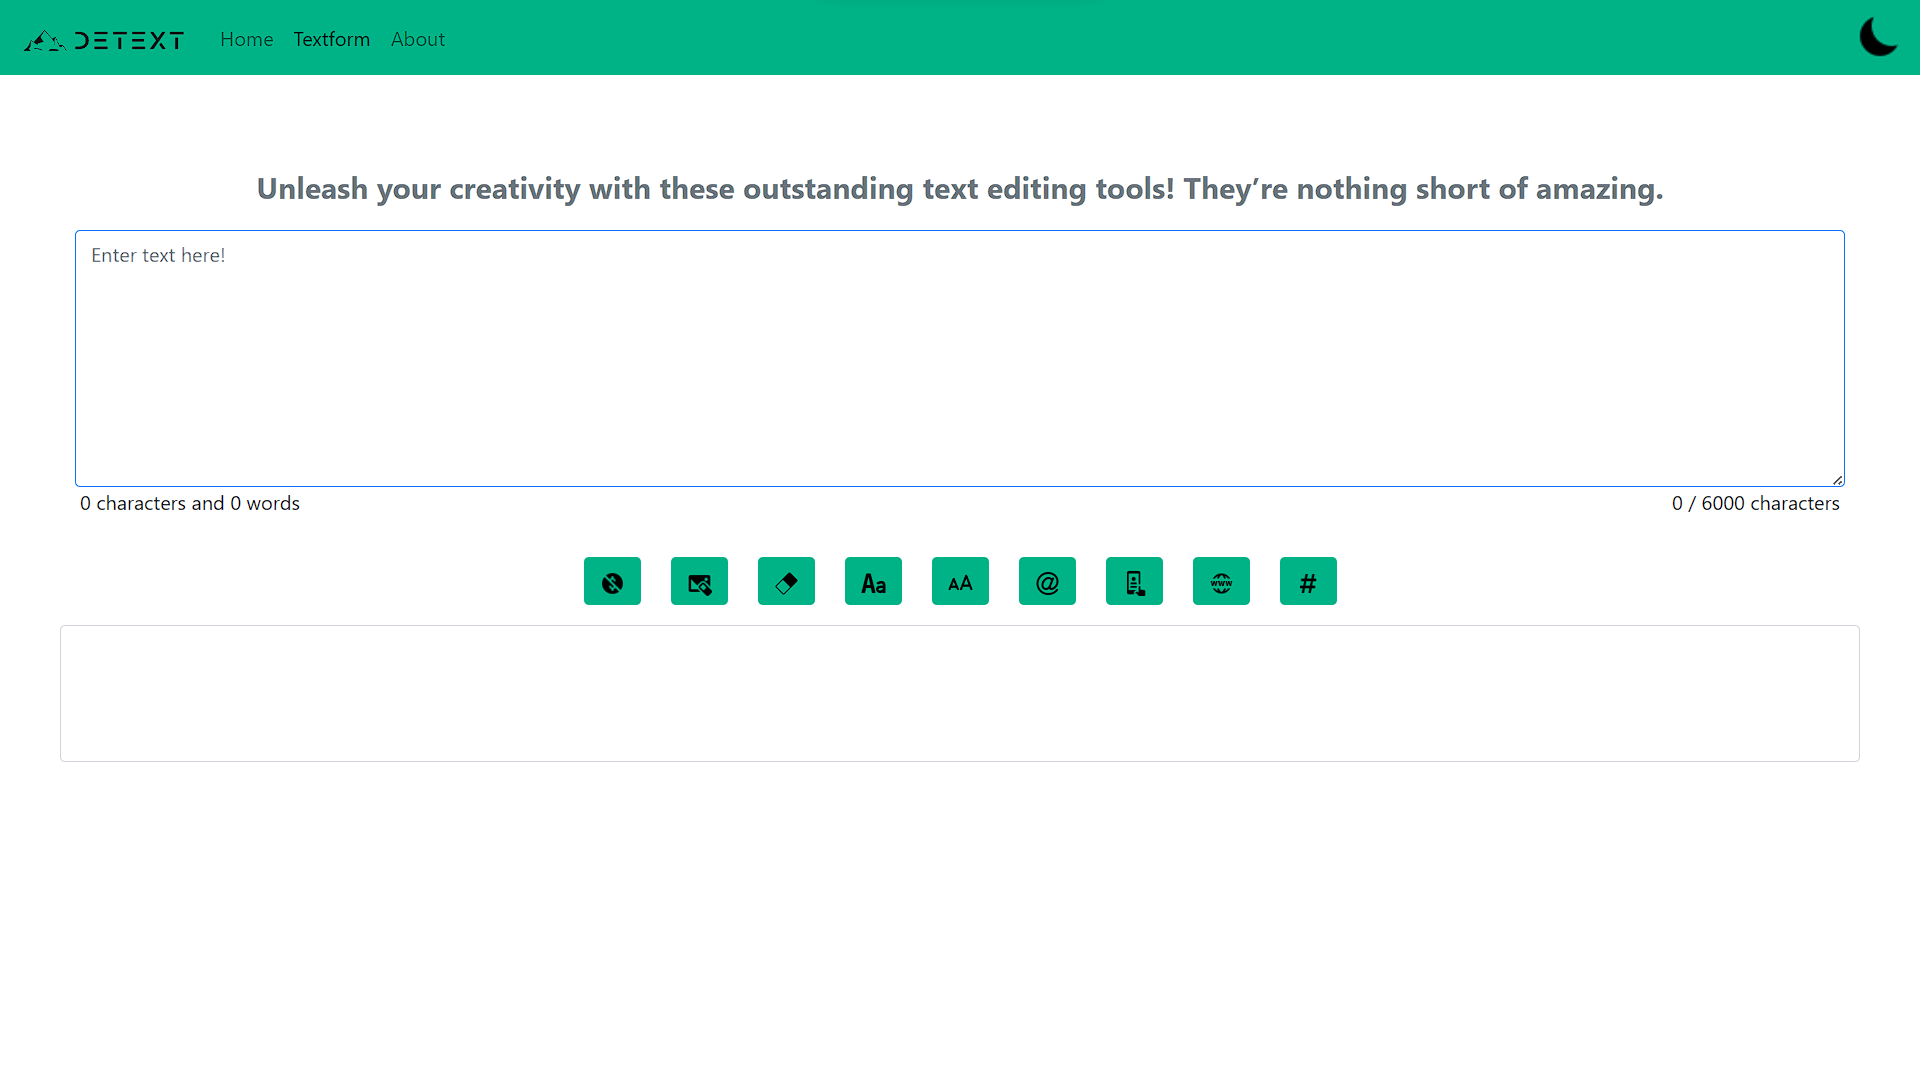 DETEXT Home Textform About
Unleash your creativity with these outstanding text editing tools! They’re nothing short of amazing.
Enter text here!
0 characters and 0 words 0 / 6000 characters
Aa AA @ www #